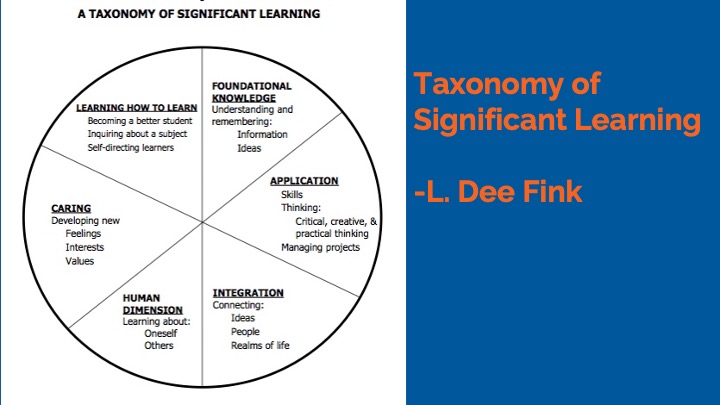 A TAXONOMY OF SIGNIFICANT LEARNING
FOUNDATIONAL
KNOWLEDGE
Understanding and
remembering:
Information
Ideas
APPLICATION
Skills
Thinking:
Critical, creative, &
practical thinking
Managing projects
INTEGRATION
Connecting:
Ideas
People
Realms of life
HUMAN
DIMENSION
Learning about:
Oneself
Others
CARING
Developing new
Feelings
Interests
Values
LEARNING HOW TO LEARN
Becoming a better student
Inquiring about a subject
Self-directing learners
Taxonomy of
Significant Learning
-L. Dee Fink